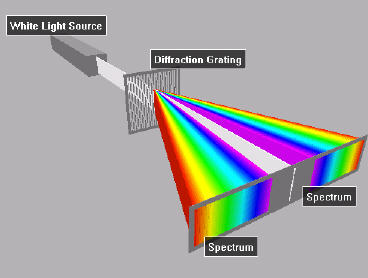 White Light Source
Diffraction Grating
Spectrum
Spectrum